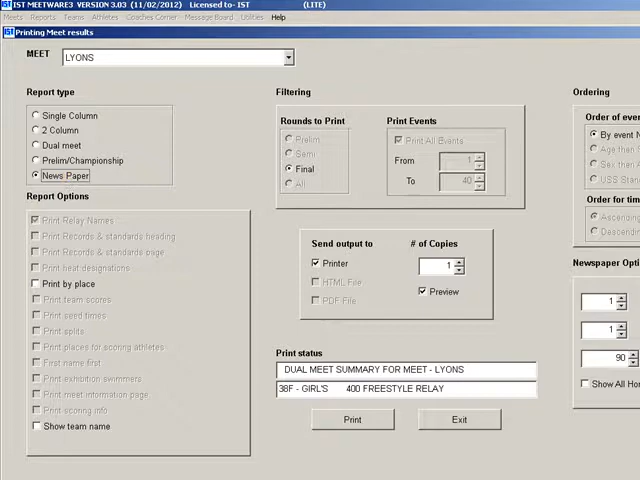 IST MEETWARE3 VERSION 3.03 (11/02/2012) Licensed to- IST (LITE)
Meets Reports Teams Athletes Coaches Corner Message Board Utilities Help
Printing Meet results
MEET LYONS
Report type
Single Column
2 Column
Dual meet
Prelim/Championship
News Paper
Report Options
Print Relay Names
Print Records & standards heading
Print Records & standards page
Print heat designations
Print by place
Print team scores
Print seed times
Print splits
Print places for scoring athletes
First name first
Print exhibition swimmers
Print meet information page
Print scoring info
Show team name
Filtering
Rounds to Print
Prelim
Semi
Final
All
Print Events
Print All Events
From 1
To 40
Send output to
Printer
HTML File
PDF File
# of Copies
1
Preview
Print status
DUAL MEET SUMMARY FOR MEET - LYONS
38F - GIRL'S 400 FREESTYLE RELAY
Print Exit
Ordering
Order of eve
By event N
Age then S
Sex then A
USS Stan
Order for tim
Ascending
Descendin
Newspaper Opti
1
1
90
Show All Hor